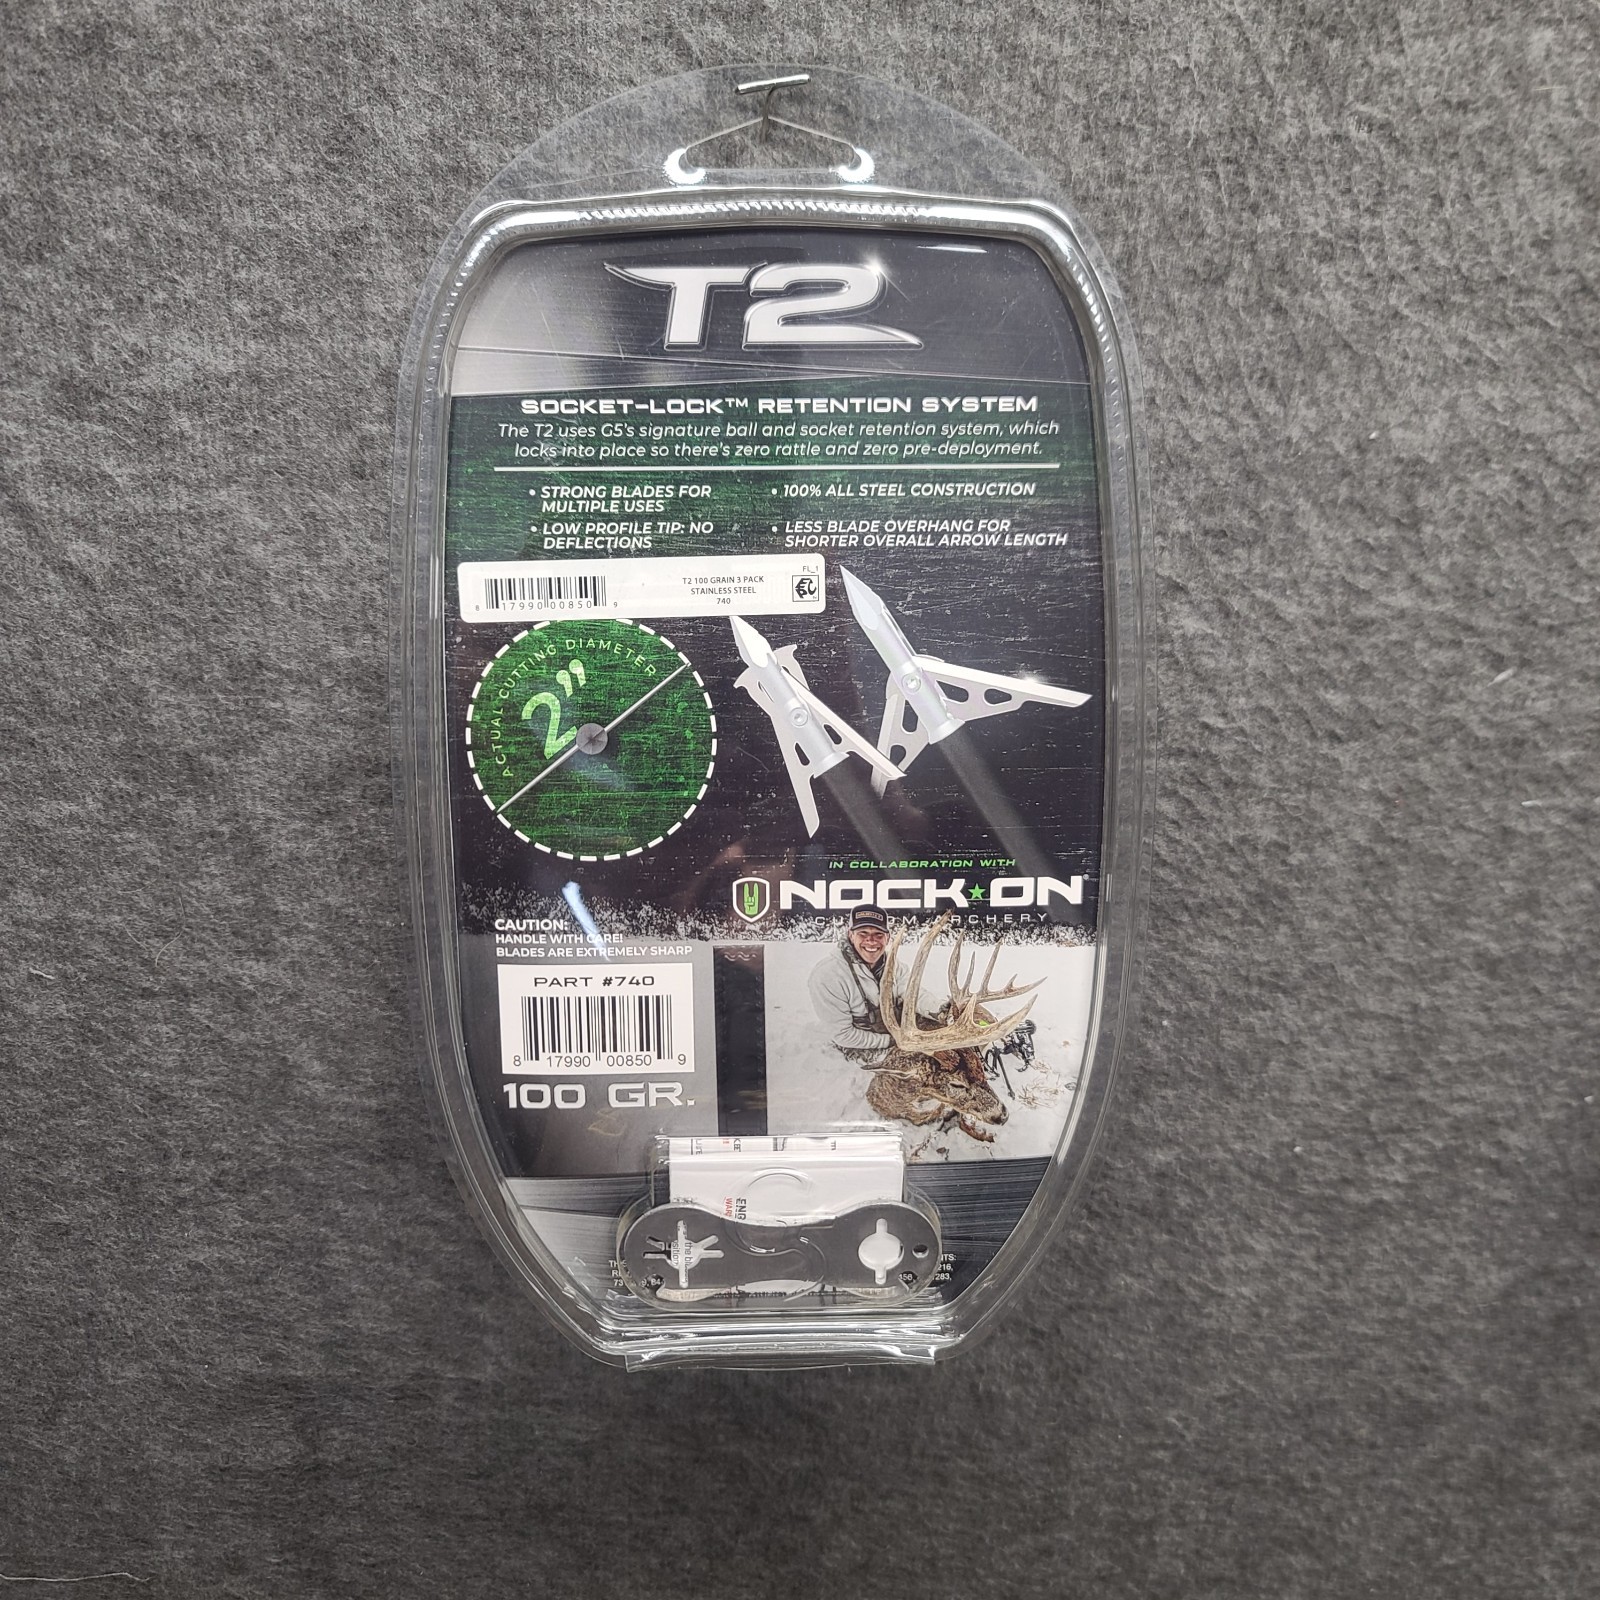 T2
SOCKET-LOCK™ RETENTION SYSTEM
The T2 uses G5's signature ball and socket retention system, which
locks into place so there's zero rattle and zero pre-deployment.
• STRONG BLADES FOR
MULTIPLE USES
• LOW PROFILE TIP: NO
DEFLECTIONS
• 100% ALL STEEL CONSTRUCTION
• LESS BLADE OVERHANG FOR
SHORTER OVERALL ARROW LENGTH
8 17990 00850 9
T2 100 GRAIN 3 PACK
STAINLESS STEEL
740
FL_1
ACTUAL CUTTING DIAMETER
2"
IN COLLABORATION WITH
NOCK★ON®
CUSTOM ARCHERY
CAUTION:
HANDLE WITH CARE!
BLADES ARE EXTREMELY SHARP
PART #740
8 17990 00850 9
100 GR.
ENG